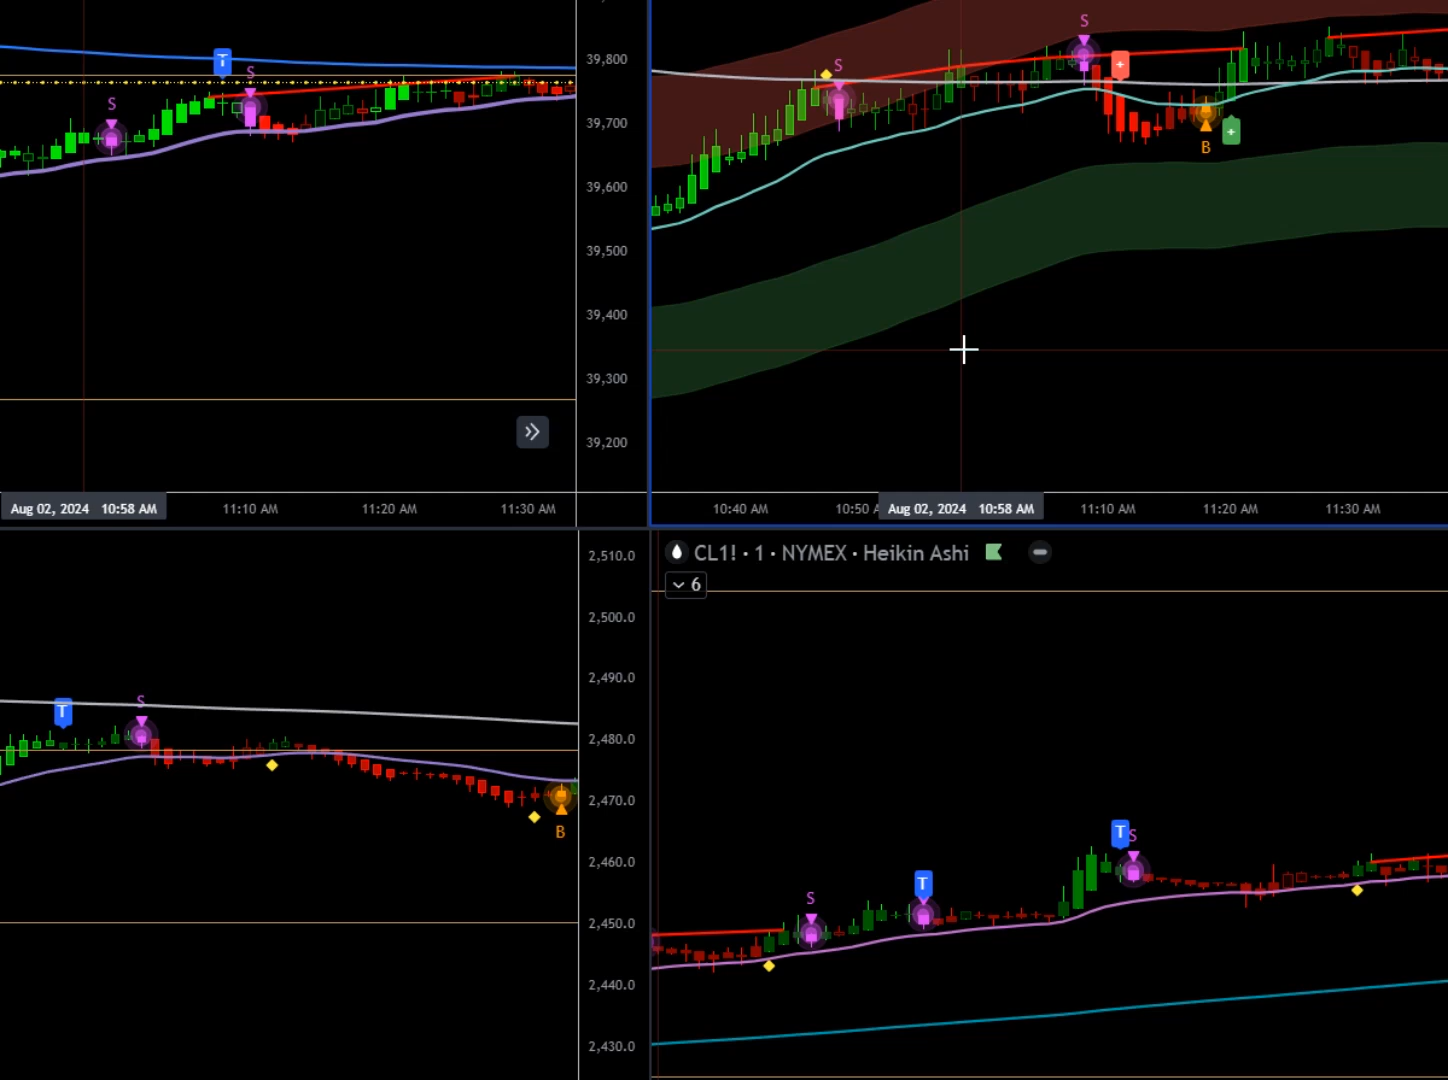 39,800
39,700
39,600
39,500
39,400
39,300
39,200
T
S
S
Aug 02, 2024 10:58 AM
11:10 AM
11:20 AM
11:30 AM
S
S
B
10:40 AM
10:50 A
Aug 02, 2024 10:58 AM
11:10 AM
11:20 AM
11:30 AM
2,510.0
2,500.0
2,490.0
2,480.0
2,470.0
2,460.0
2,450.0
2,440.0
2,430.0
T
S
B
CL1! · 1 · NYMEX · Heikin Ashi
6
T
S
T
S